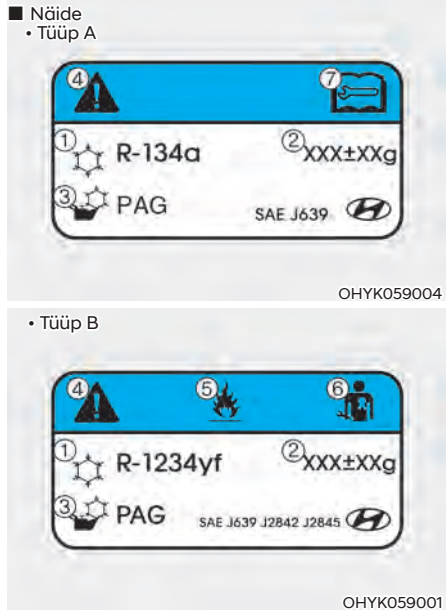 ■ Näide
• Tüüp A
④ ⑦
① R-134a ② XXX±XXg
③ PAG SAE J639
OHYK059004
• Tüüp B
④ ⑤ ⑥
① R-1234yf ② XXX±XXg
③ PAG SAE J639 J2842 J2845
OHYK059001